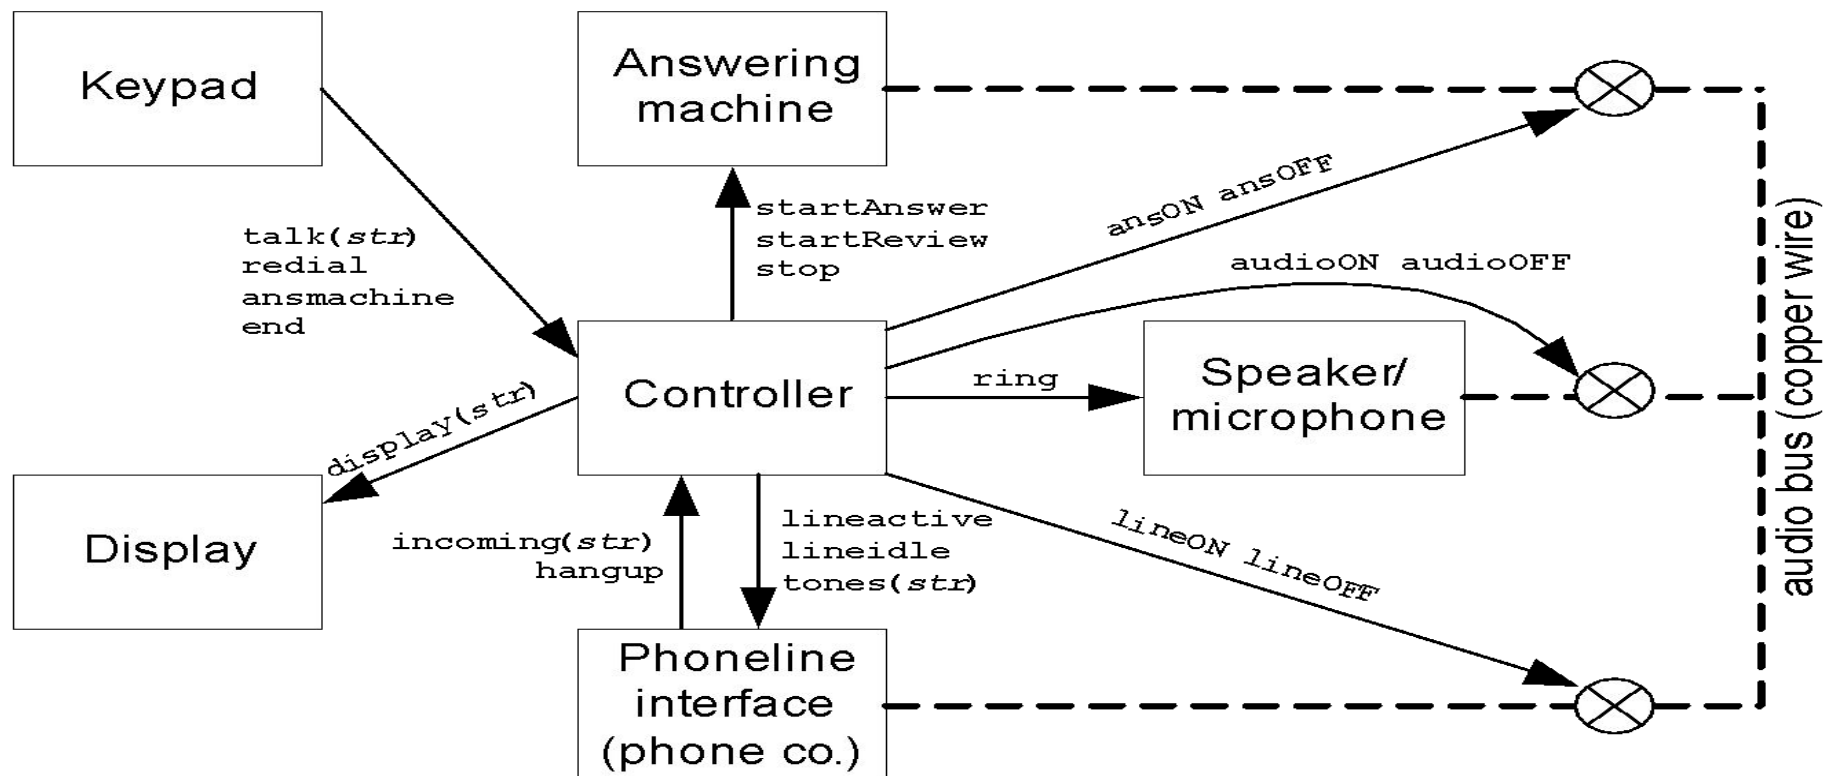 Keypad
Answering
machine
talk(str)
redial
ansmachine
end
startAnswer
startReview
stop
ansON ansOFF
audioON audioOFF
Controller
ring
Speaker/
microphone
display(str)
Display
incoming(str)
hangup
lineactive
lineidle
tones(str)
lineON lineOFF
Phoneline
interface
(phone co.)
audio bus (copper wire)